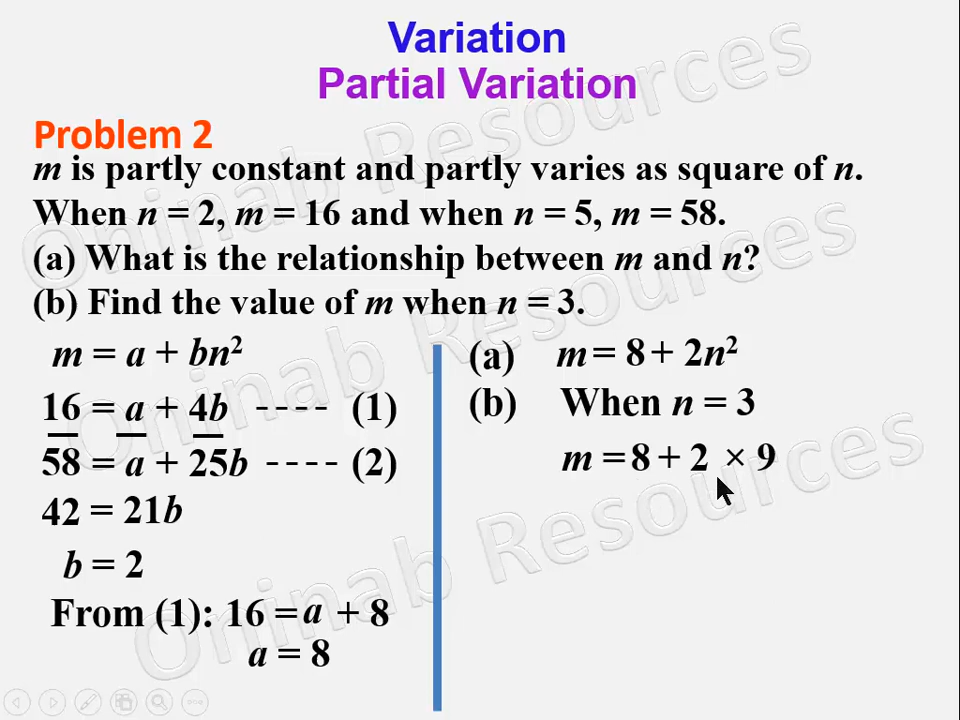 Variation
Partial Variation
Problem 2
m is partly constant and partly varies as square of n.
When n = 2, m = 16 and when n = 5, m = 58.
(a) What is the relationship between m and n?
(b) Find the value of m when n = 3.
m = a + bn²
16 = a + 4b ---- (1)
58 = a + 25b ---- (2)
42 = 21b
b = 2
From (1): 16 = a + 8
a = 8
(a) m = 8 + 2n²
(b) When n = 3
m = 8 + 2 × 9
Oninab Resources
Oninab Resources
Oninab Resources